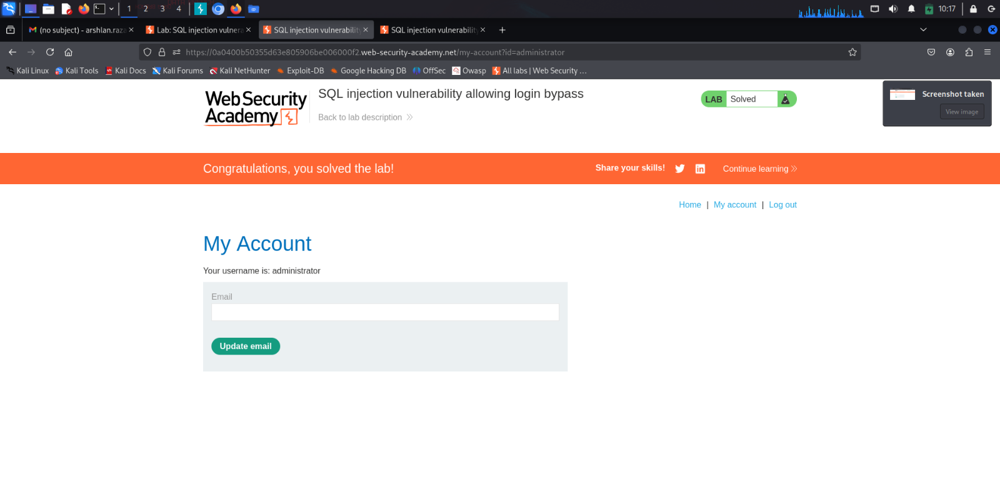 1 2 3 4 10:17
(no subject) - arshlan.raza Lab: SQL injection vulnera SQL injection vulnerability SQL injection vulnerability
https://0a0400b50355d63e805906be006000f2.web-security-academy.net/my-account?id=administrator
Kali Linux Kali Tools Kali Docs Kali Forums Kali NetHunter Exploit-DB Google Hacking DB OffSec Owasp All labs | Web Security …
Web Security Academy
SQL injection vulnerability allowing login bypass
Back to lab description
LAB Solved
Screenshot taken
View image
Congratulations, you solved the lab!
Share your skills!
Continue learning
Home | My account | Log out
My Account
Your username is: administrator
Email
Update email